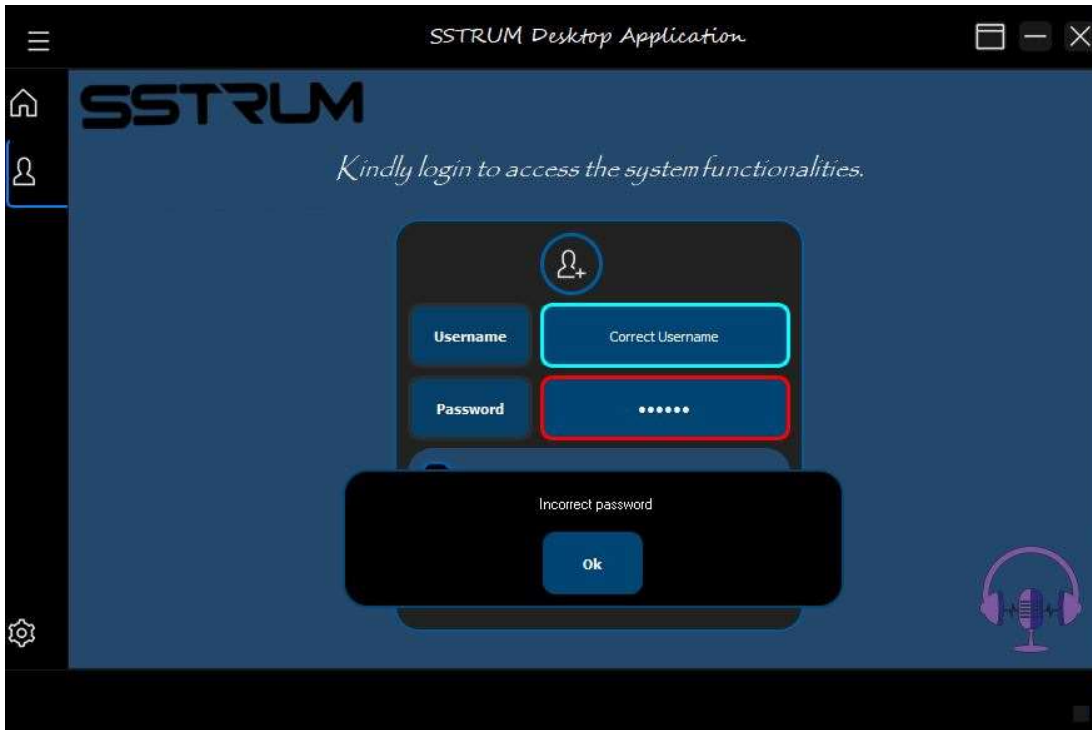 SSTRUM Desktop Application
SSTRUM
Kindly login to access the system functionalities.
Username
Correct Username
Password
••••••
Incorrect password
Ok